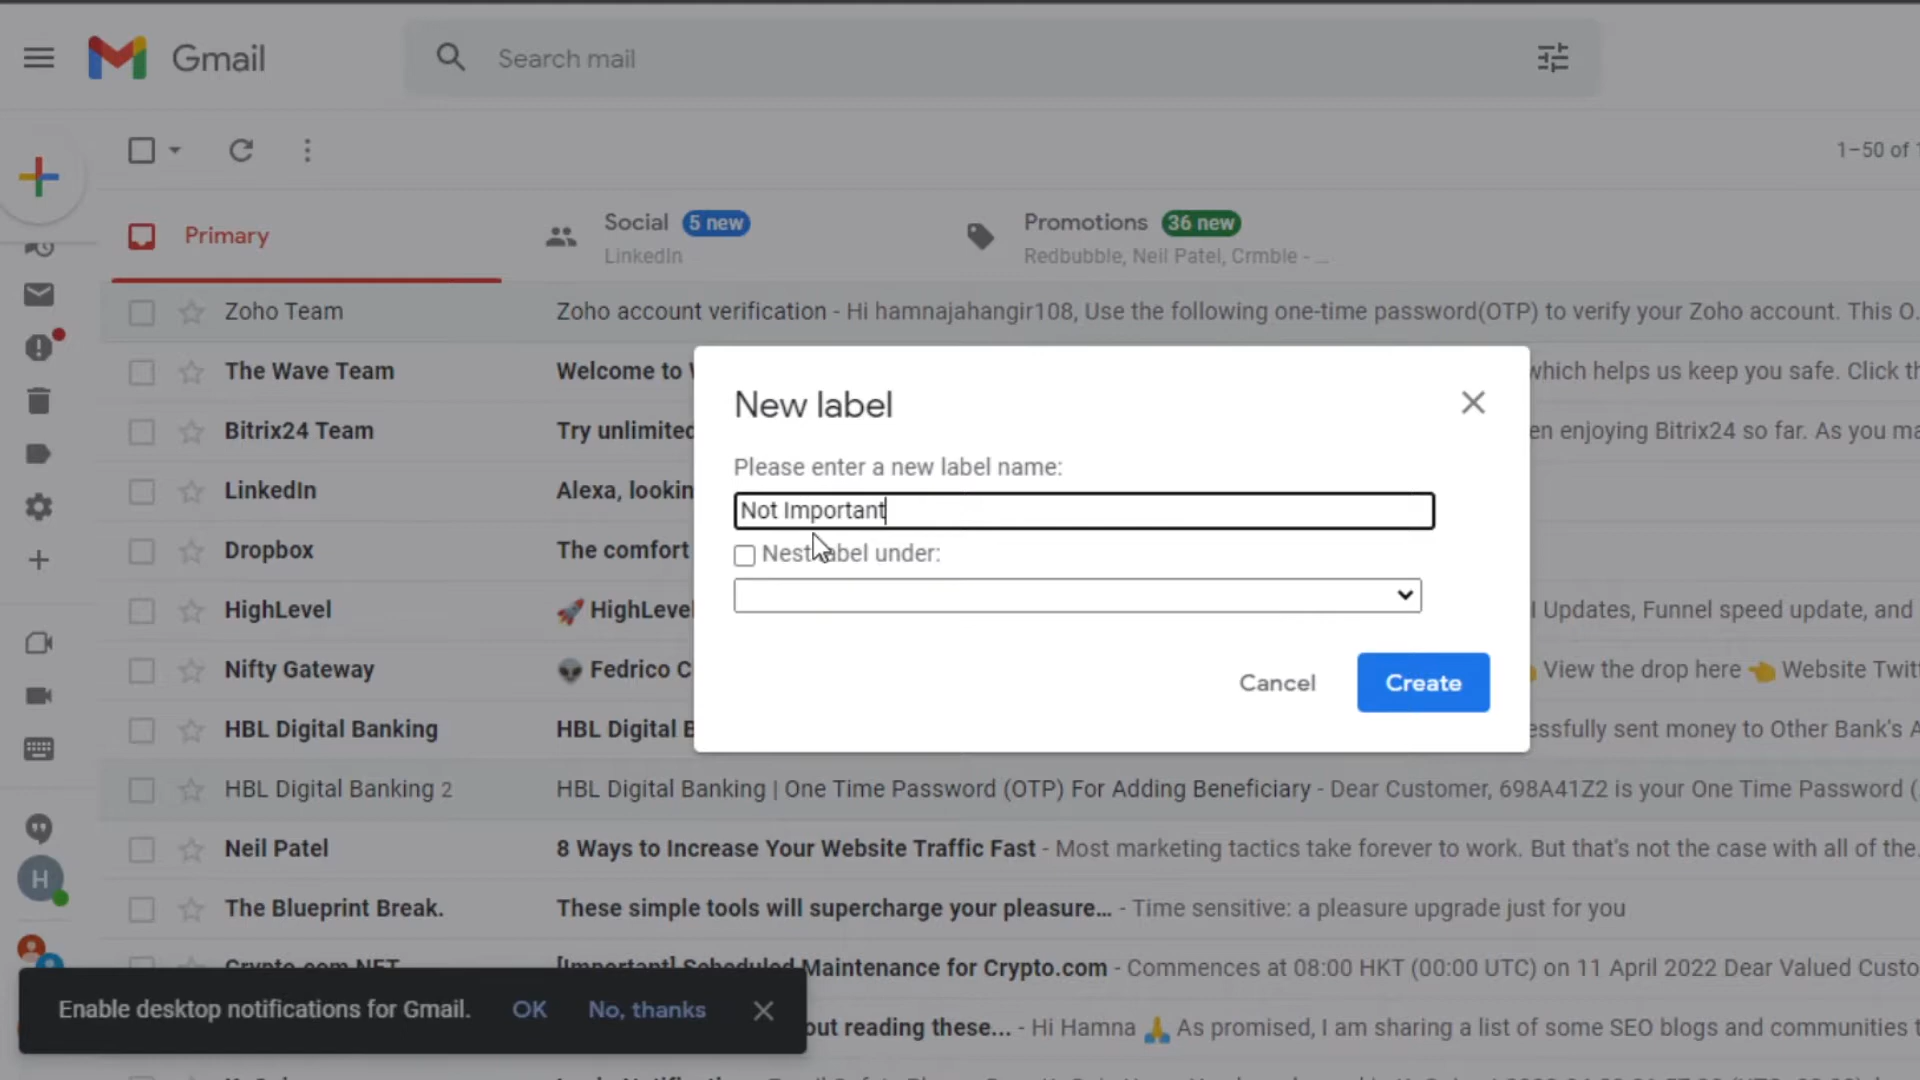 Gmail
Search mail
1–50 of
Primary
Social 5 new
LinkedIn
Promotions 36 new
Redbubble, Neil Patel, Crmble - ...
Zoho Team Zoho account verification - Hi hamnajahangir108, Use the following one-time password(OTP) to verify your Zoho account. This O.
The Wave Team Welcome to which helps us keep you safe. Click
Bitrix24 Team Try unlimited enjoying Bitrix24 so far. As you
LinkedIn Alexa,
Dropbox The comfort
HighLevel 🚀 HighLevel Updates, Funnel speed update, and
Nifty Gateway 👽 Fedrico View the drop here 👈 Website
HBL Digital Banking HBL Digital sent money to Other Bank's
HBL Digital Banking 2 HBL Digital Banking | One Time Password (OTP) For Adding Beneficiary - Dear Customer, 698A41Z2 is your One Time Password (
Neil Patel 8 Ways to Increase Your Website Traffic Fast - Most marketing tactics take forever to work. But that's not the case with all of the.
The Blueprint Break. These simple tools will supercharge your pleasure... - Time sensitive: a pleasure upgrade just for you
[Important] Scheduled Maintenance for Crypto.com - Commences at 08:00 HKT (00:00 UTC) on 11 April 2022 Dear Valued
reading these... - Hi Hamna 🙏 As promised, I am sharing a list of some SEO blogs and communities
New label
Please enter a new label name:
Not Important
Nest label under:
Cancel
Create
H
Enable desktop notifications for Gmail. OK No, thanks